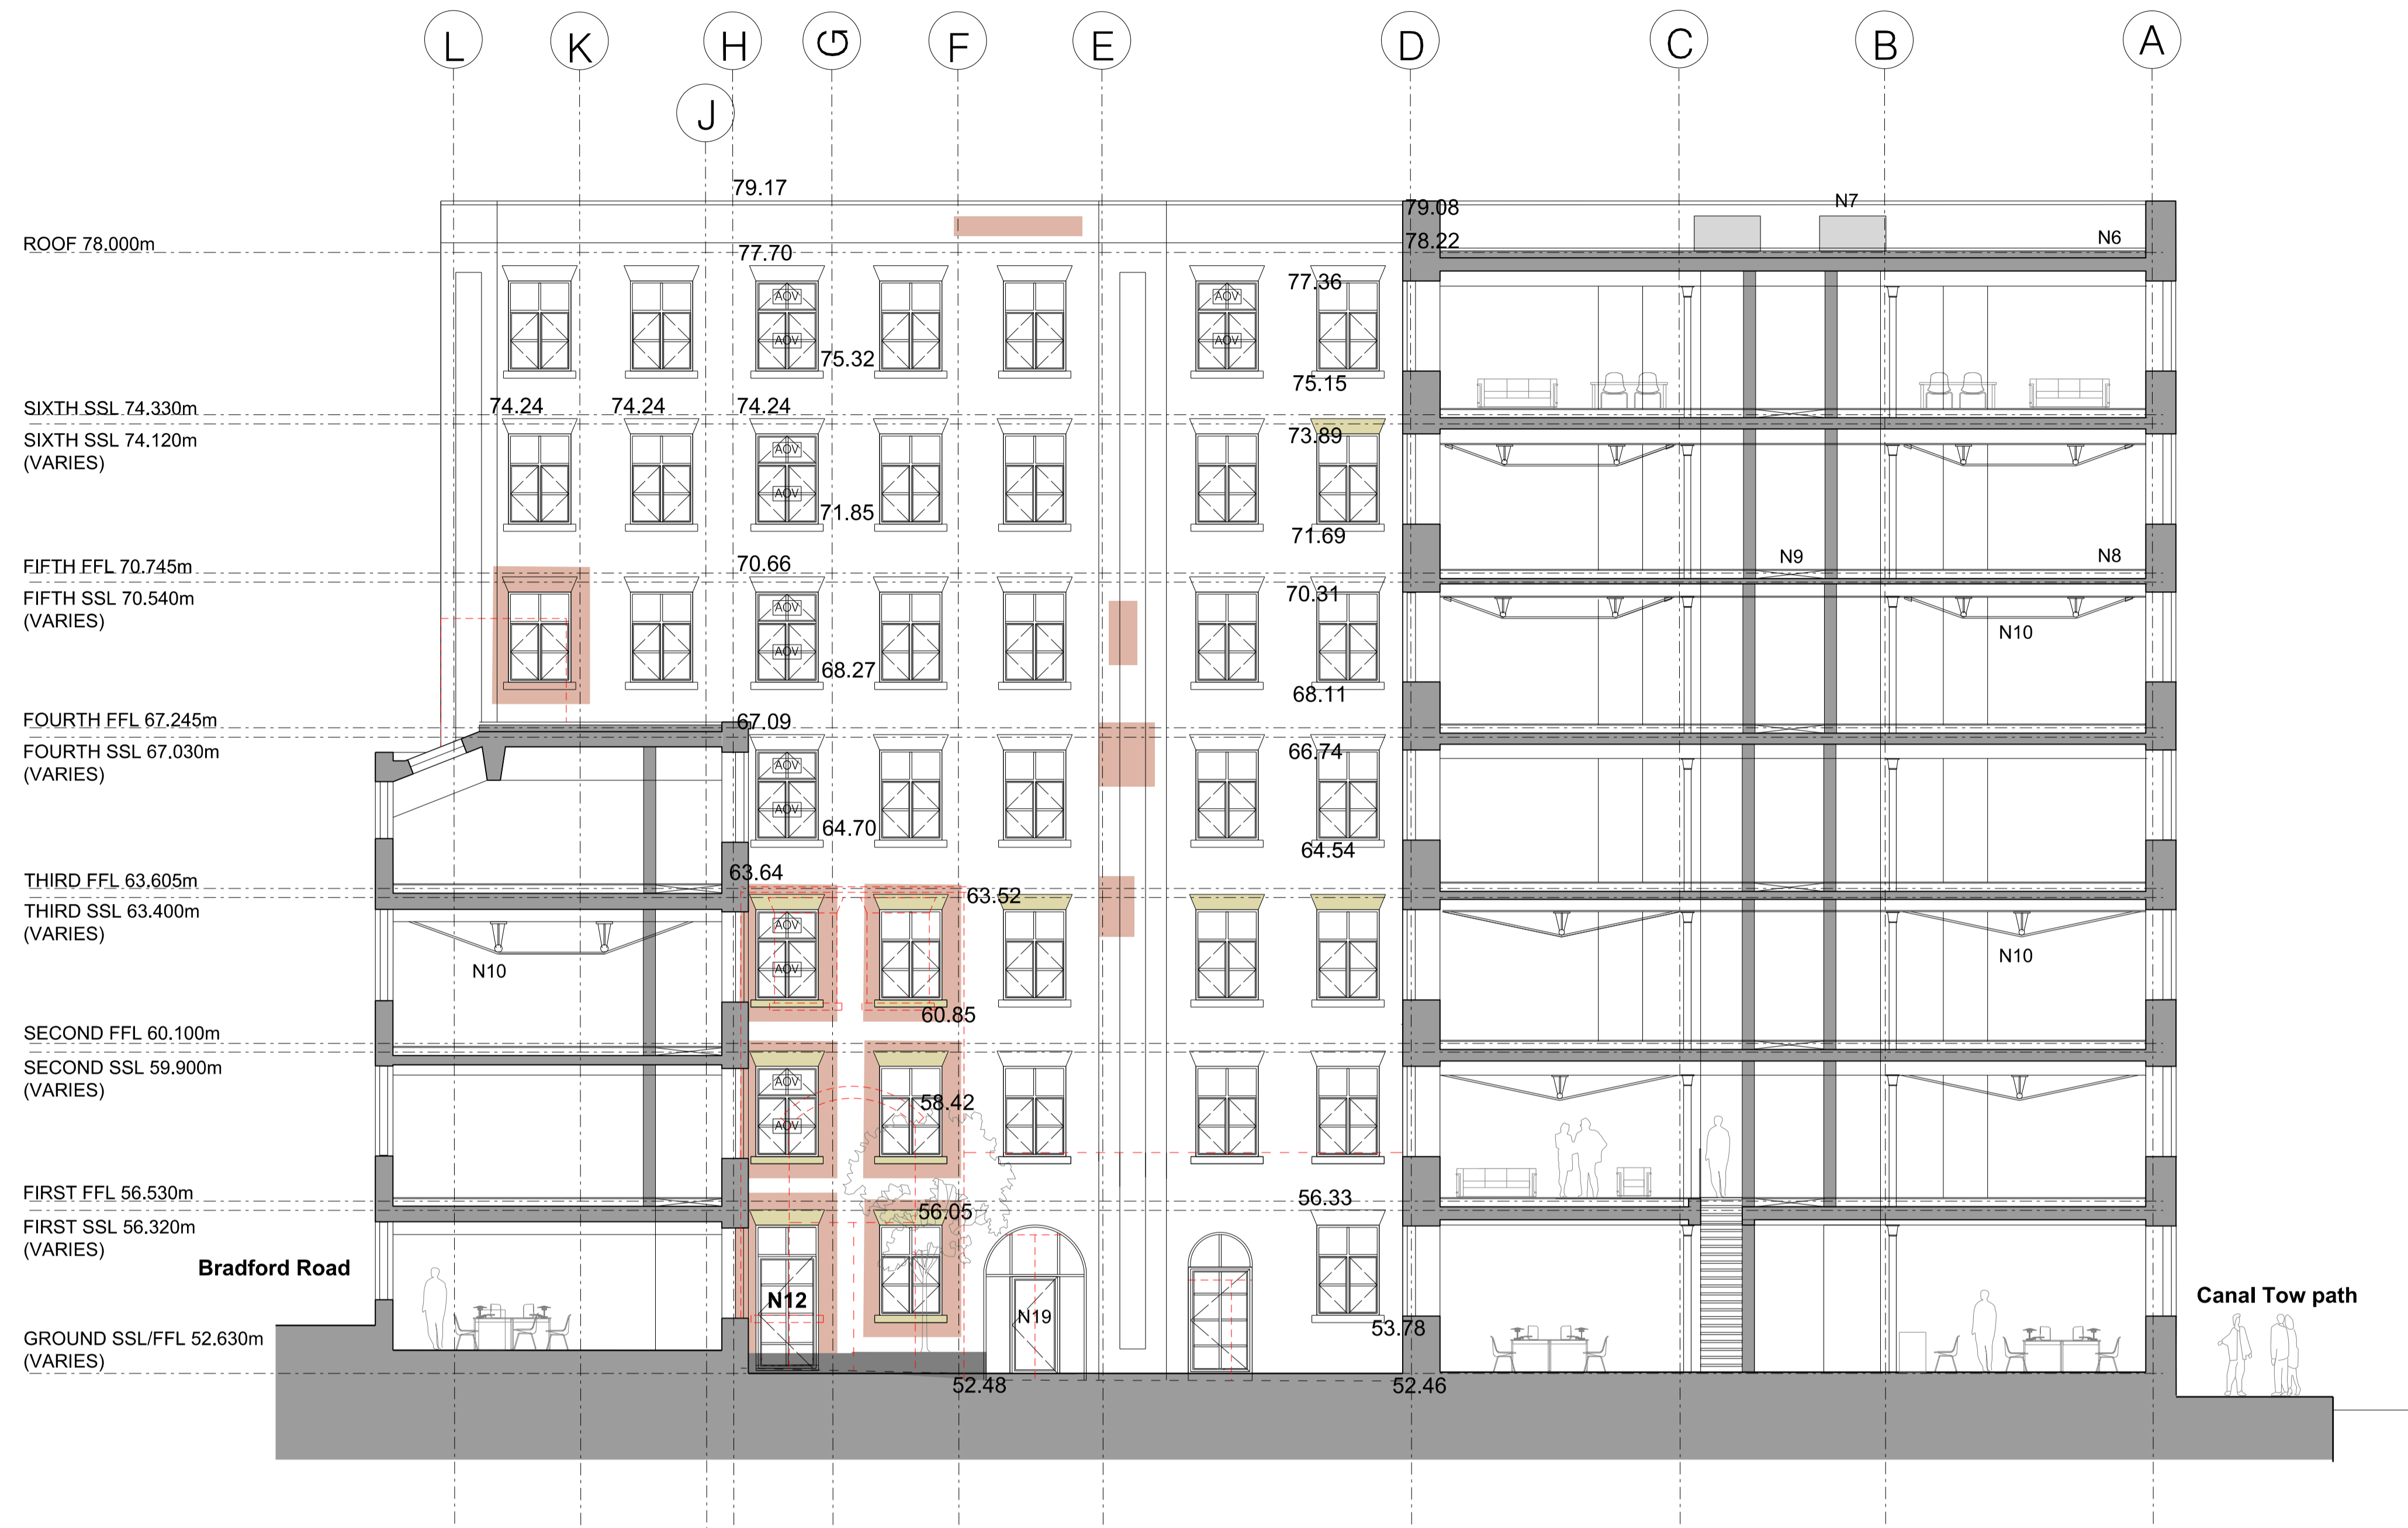 L K H G F E D C B A
J
79.17
79.08
N7
ROOF 78.000m
77.70
78.22
N6
77.36
AOV
AOV
AOV
AOV
75.32
75.15
SIXTH SSL 74.330m
74.24 74.24 74.24
SIXTH SSL 74.120m
(VARIES)
73.89
AOV
AOV
71.85
71.69
FIFTH FFL 70.745m
70.66
N9
N8
FIFTH SSL 70.540m
(VARIES)
70.31
AOV
N10
AOV
68.27
68.11
FOURTH FFL 67.245m
67.09
FOURTH SSL 67.030m
(VARIES)
66.74
AOV
AOV
64.70
64.54
THIRD FFL 63.605m
63.64
63.52
THIRD SSL 63.400m
(VARIES)
AOV
N10
N10
AOV
60.85
SECOND FFL 60.100m
SECOND SSL 59.900m
(VARIES)
AOV
58.42
AOV
FIRST FFL 56.530m
56.33
56.05
FIRST SSL 56.320m
(VARIES)
Bradford Road
Canal Tow path
N12
N19
53.78
GROUND SSL/FFL 52.630m
(VARIES)
52.48
52.46